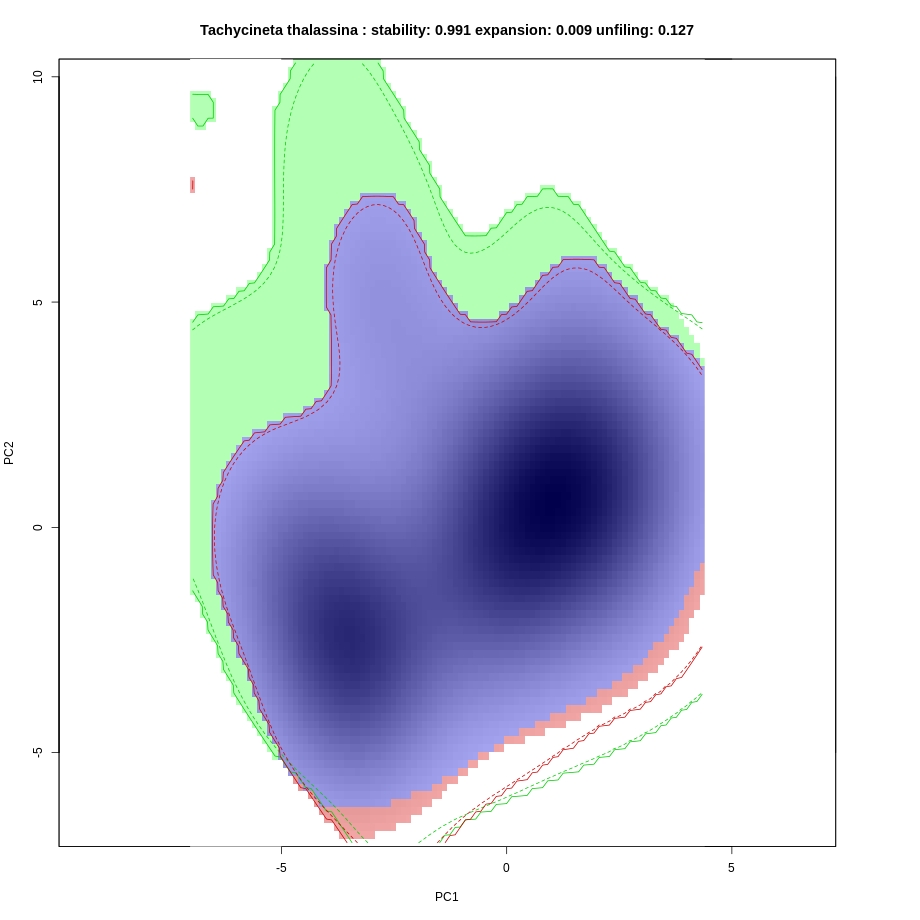 Tachycineta thalassina : stability: 0.991 expansion: 0.009 unfiling: 0.127
10
5
0
-5
PC2
-5 0 5
PC1